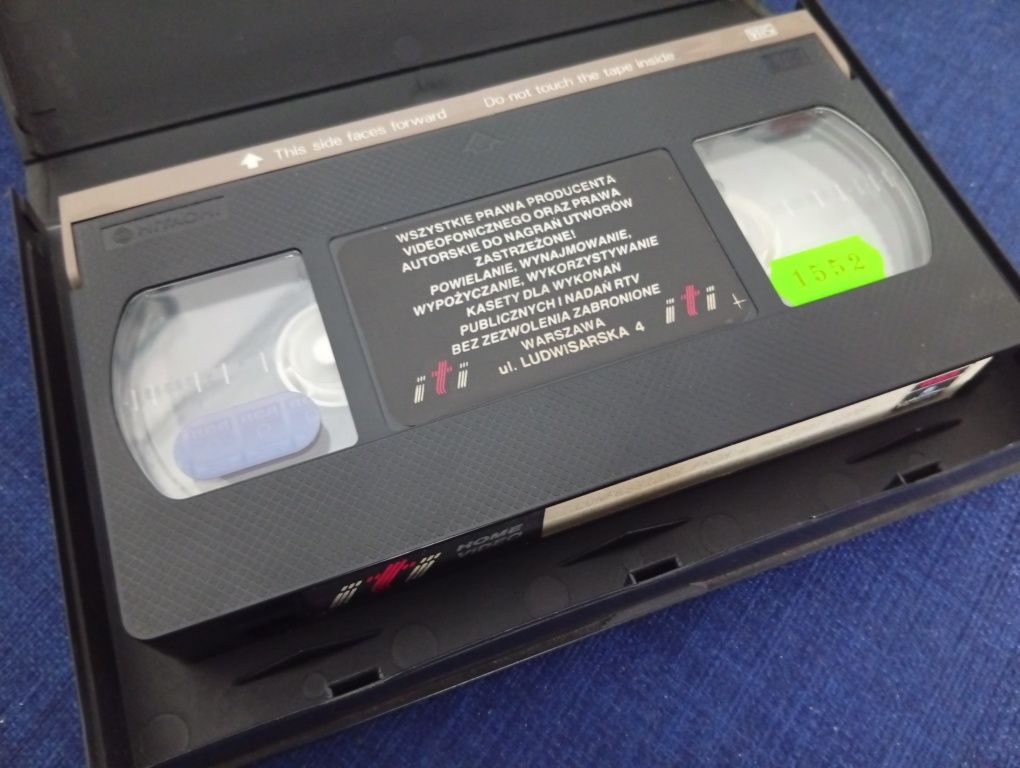 VHS
This side faces forward Do not touch the tape inside
HITACHI
WSZYSTKIE PRAWA PRODUCENTA
VIDEOFONICZNEGO ORAZ PRAWA
AUTORSKIE DO NAGRAŃ UTWORÓW
ZASTRZEŻONE!
POWIELANIE, WYNAJMOWANIE,
WYPOŻYCZANIE, WYKORZYSTYWANIE
KASETY DLA WYKONAŃ
PUBLICZNYCH I NADAŃ RTV
BEZ ZEZWOLENIA ZABRONIONE
WARSZAWA
ul. LUDWISARSKA 4
iti
iti
1552
iti HOME
VIDEO